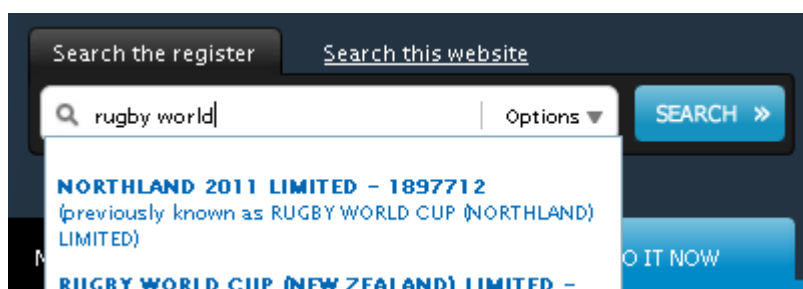 Search the register Search this website
rugby world Options SEARCH »
NORTHLAND 2011 LIMITED – 1897712
(previously known as RUGBY WORLD CUP (NORTHLAND)
LIMITED)
O IT NOW
RUGBY WORLD CUP (NEW ZEALAND) LIMITED –